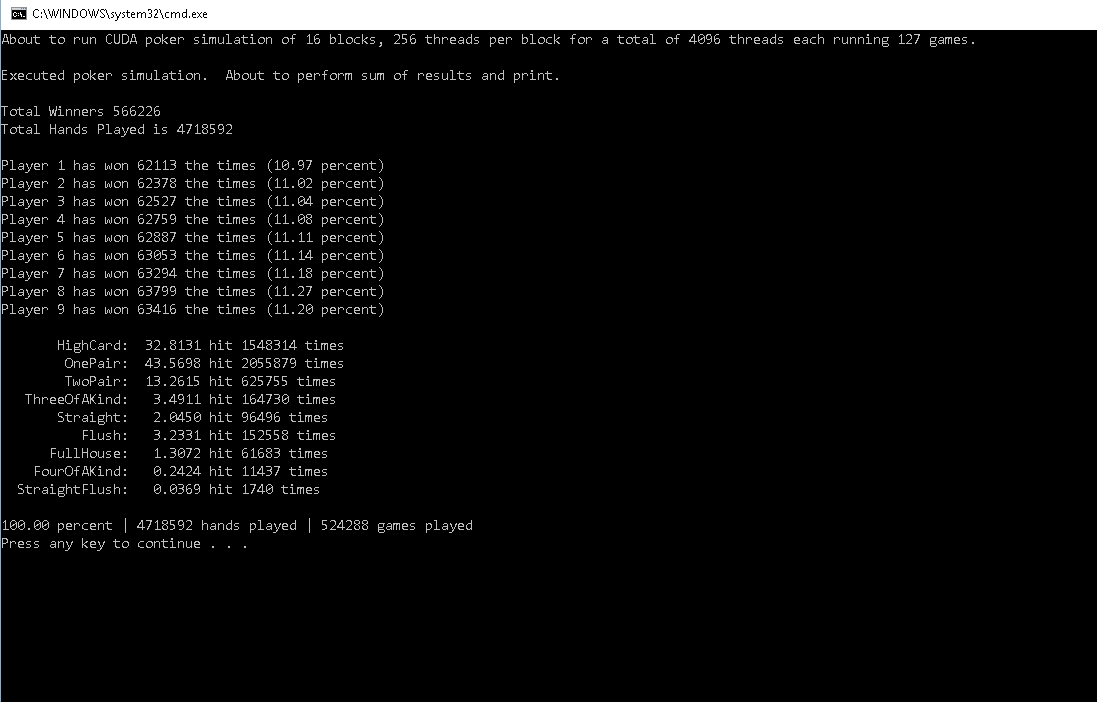 C:\WINDOWS\system32\cmd.exe
About to run CUDA poker simulation of 16 blocks, 256 threads per block for a total of 4096 threads each running 127 games.
Executed poker simulation.  About to perform sum of results and print.
Total Winners 566226
Total Hands Played is 4718592
Player 1 has won 62113 the times (10.97 percent)
Player 2 has won 62378 the times (11.02 percent)
Player 3 has won 62527 the times (11.04 percent)
Player 4 has won 62759 the times (11.08 percent)
Player 5 has won 62887 the times (11.11 percent)
Player 6 has won 63053 the times (11.14 percent)
Player 7 has won 63294 the times (11.18 percent)
Player 8 has won 63799 the times (11.27 percent)
Player 9 has won 63416 the times (11.20 percent)
HighCard:  32.8131 hit 1548314 times
OnePair:  43.5698 hit 2055879 times
TwoPair:  13.2615 hit 625755 times
ThreeOfAKind:   3.4911 hit 164730 times
Straight:   2.0450 hit 96496 times
Flush:   3.2331 hit 152558 times
FullHouse:   1.3072 hit 61683 times
FourOfAKind:   0.2424 hit 11437 times
StraightFlush:   0.0369 hit 1740 times
100.00 percent | 4718592 hands played | 524288 games played
Press any key to continue . . .